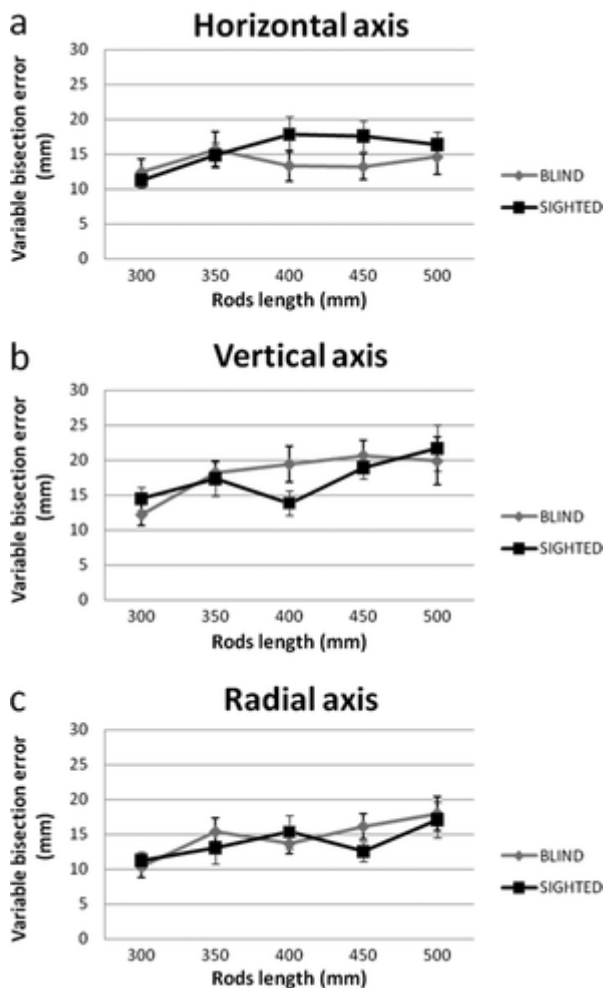 a
Horizontal axis
Variable bisection error
(mm)
30
25
20
15
10
5
0
300 350 400 450 500
Rods length (mm)
BLIND
SIGHTED
b
Vertical axis
Variable bisection error
(mm)
30
25
20
15
10
5
0
300 350 400 450 500
Rods length (mm)
BLIND
SIGHTED
c
Radial axis
Variable bisection error
(mm)
30
25
20
15
10
5
0
300 350 400 450 500
Rods length (mm)
BLIND
SIGHTED